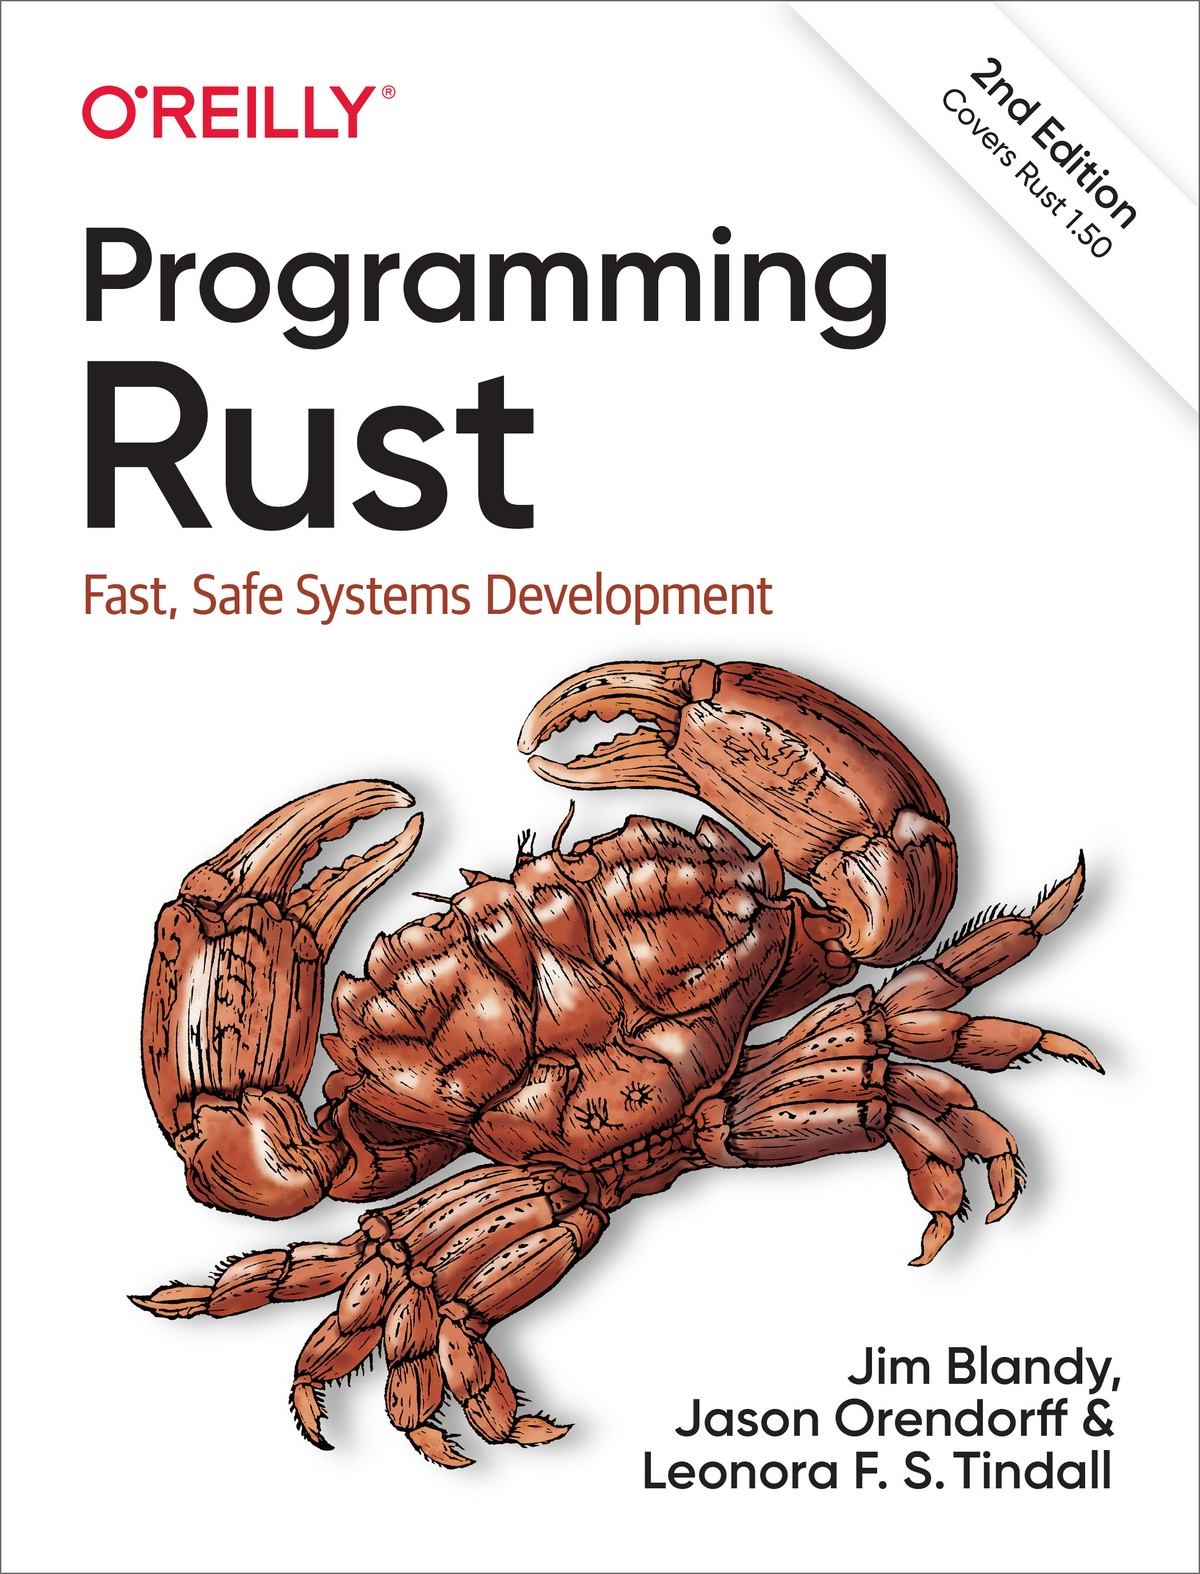 O'REILLY®
2nd Edition
Covers Rust 1.50
Programming
Rust
Fast, Safe Systems Development
Jim Blandy,
Jason Orendorff &
Leonora F. S. Tindall